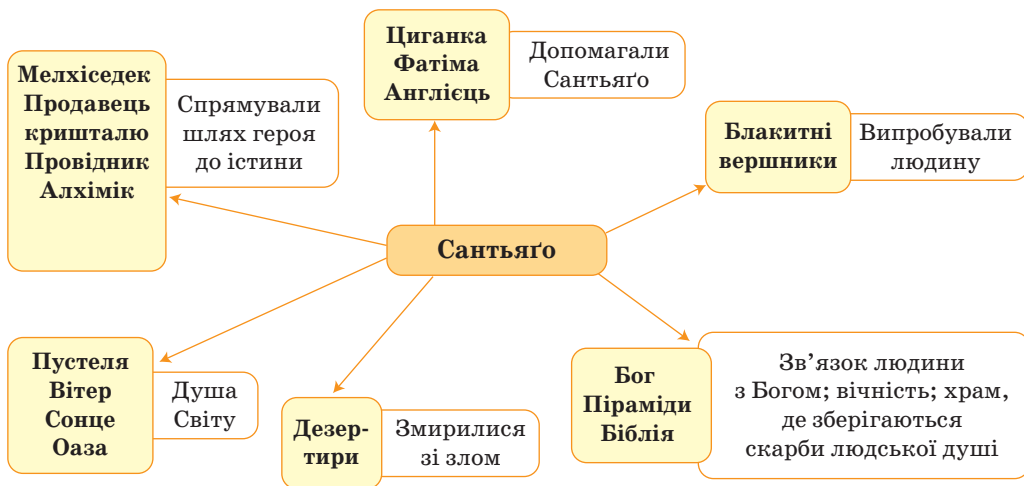 Мелхіседек
Продавець
кришталю
Провідник
Алхімік
Спрямували
шлях героя
до істини
Циганка
Фатіма
Англієць
Допомагали
Сантьяґо
Блакитні
вершники
Випробували
людину
Сантьяґо
Пустеля
Вітер
Сонце
Оаза
Душа
Світу
Дезер-
тири
Змирилися
зі злом
Бог
Піраміди
Біблія
Зв’язок людини
з Богом; вічність; храм,
де зберігаються
скарби людської душі